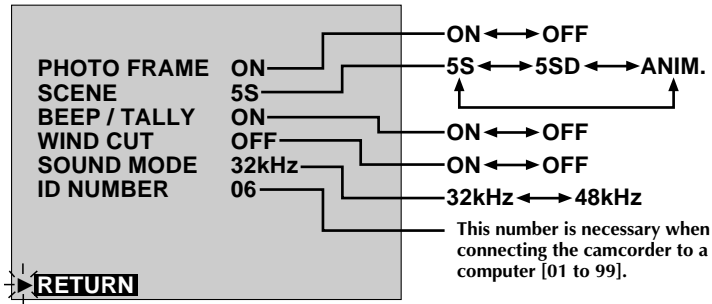 PHOTO FRAME ON
SCENE 5S
BEEP / TALLY ON
WIND CUT OFF
SOUND MODE 32kHz
ID NUMBER 06
RETURN
ON OFF
5S 5SD ANIM.
ON OFF
ON OFF
32kHz 48kHz
This number is necessary when
connecting the camcorder to a
computer [01 to 99].